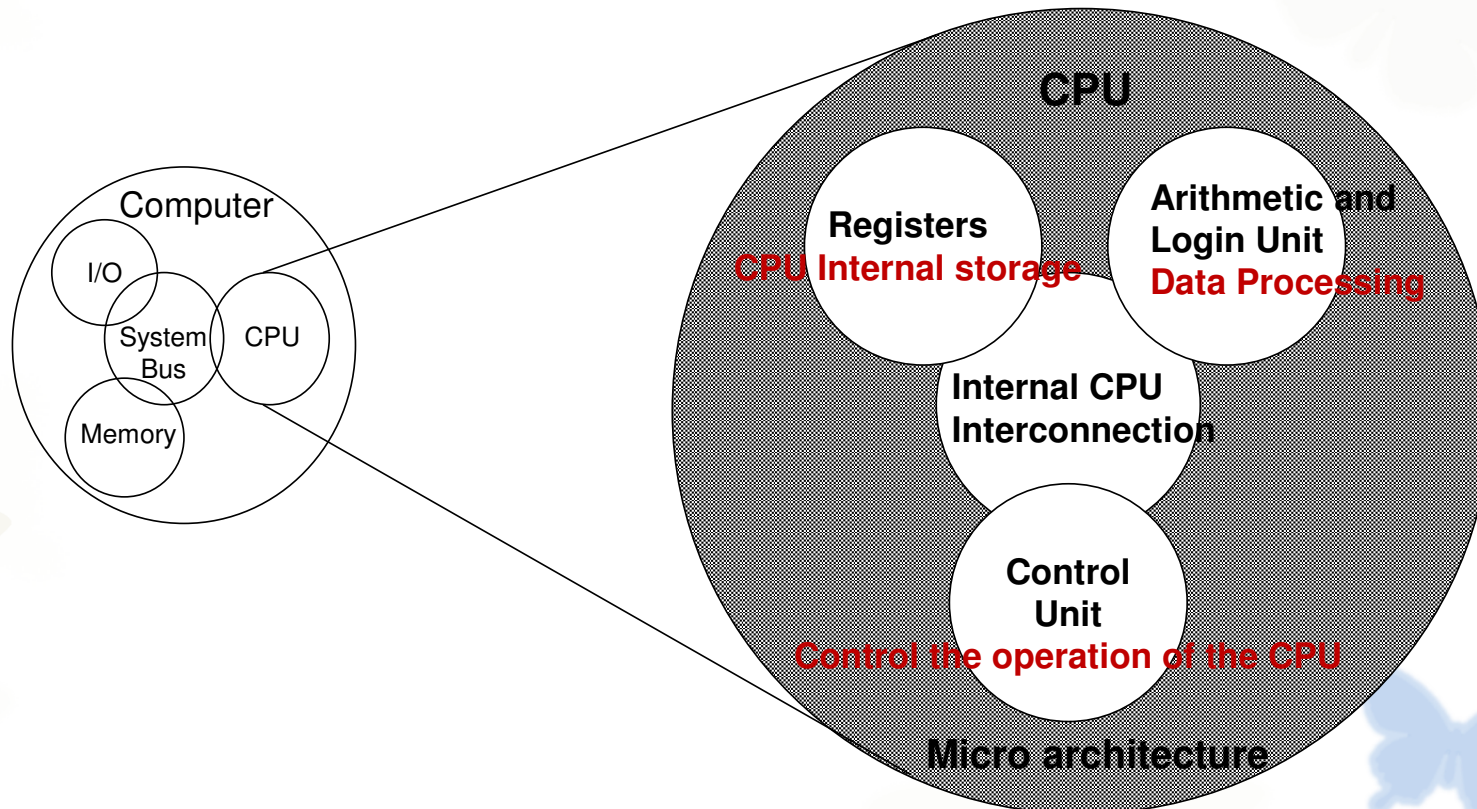 Computer
I/O
System
Bus
CPU
Memory
CPU
Registers
CPU Internal storage
Arithmetic and
Login Unit
Data Processing
Internal CPU
Interconnection
Control
Unit
Control the operation of the CPU
Micro architecture